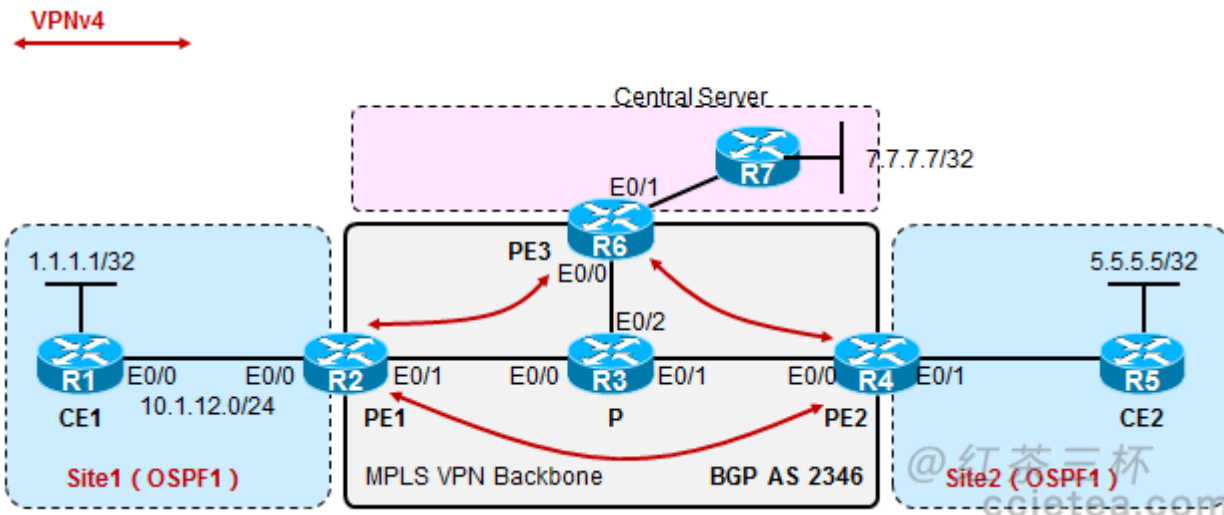 VPNv4
Central Server
7.7.7.7/32
R7
E0/1
R6
PE3
E0/0
1.1.1.1/32
5.5.5.5/32
E0/2
R1
E0/0
E0/0
R2
E0/1
E0/0
R3
E0/1
E0/0
R4
E0/1
R5
10.1.12.0/24
CE1
PE1
P
PE2
CE2
Site1（OSPF1）
MPLS VPN Backbone
BGP AS 2346
Site2（OSPF1）
@红茶三杯
ccietea.com